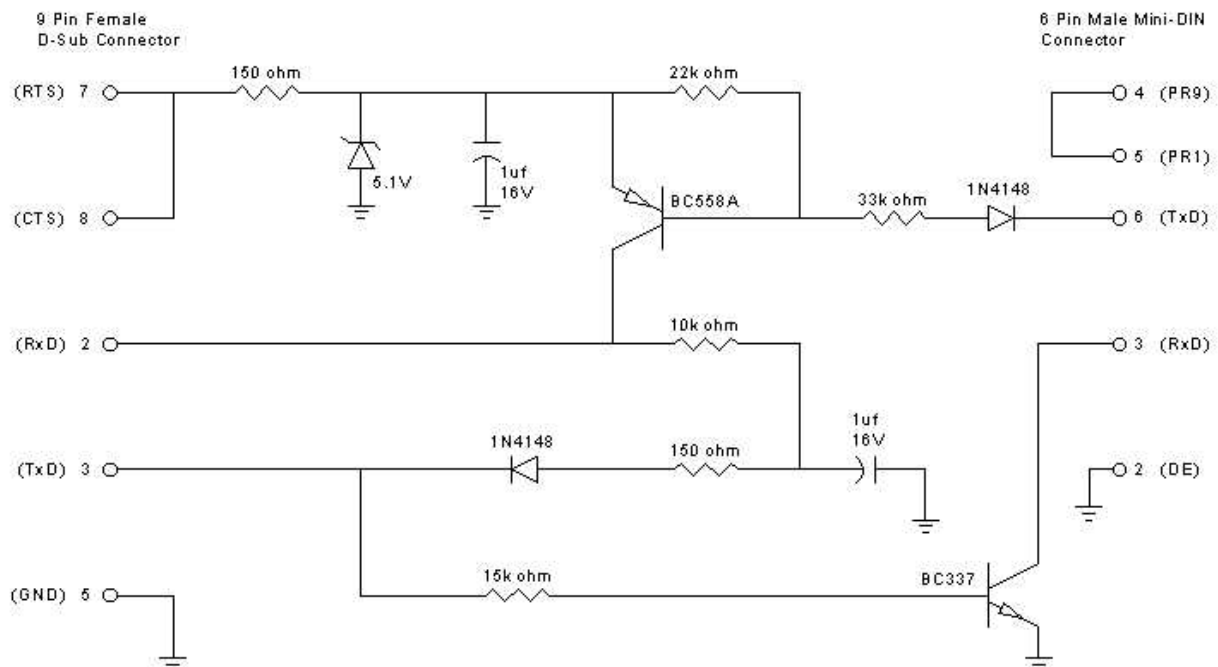 9 Pin Female
D-Sub Connector
6 Pin Male Mini-DIN
Connector
150 ohm
22k ohm
(RTS) 7
4 (PR9)
5.1V
1uf
16V
5 (PR1)
1N4148
BC558A
33k ohm
(CTS) 8
6 (TxD)
10k ohm
(RxD) 2
3 (RxD)
1uf
16V
1N4148
150 ohm
(TxD) 3
2 (DE)
15k ohm
BC337
(GND) 5